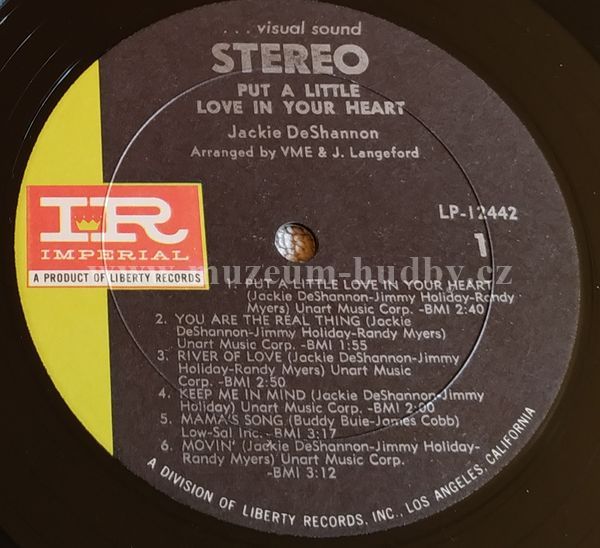 . . . visual sound
STEREO
PUT A LITTLE
LOVE IN YOUR HEART
Jackie DeShannon
Arranged by VME & J. Langeford
LP-12442
1
IR
IMPERIAL
A PRODUCT OF LIBERTY RECORDS
www.muzeum-hudby.cz
1. PUT A LITTLE LOVE IN YOUR HEART
(Jackie DeShannon-Jimmy Holiday-Randy
Myers) Unart Music Corp. -BMI 2:40
2. YOU ARE THE REAL THING (Jackie
DeShannon-Jimmy Holiday-Randy Myers)
Unart Music Corp. -BMI 1:55
3. RIVER OF LOVE (Jackie DeShannon-Jimmy
Holiday-Randy Myers) Unart Music
Corp. -BMI 2:50
4. KEEP ME IN MIND (Jackie DeShannon-Jimmy
Holiday) Unart Music Corp. -BMI 2:00
5. MAMA'S SONG (Buddy Buie-James Cobb)
Low-Sal Inc. -BMI 3:17
6. MOVIN' (Jackie DeShannon-Jimmy Holiday-
Randy Myers) Unart Music Corp.
-BMI 3:12
A DIVISION OF LIBERTY RECORDS, INC., LOS ANGELES, CALIFORNIA